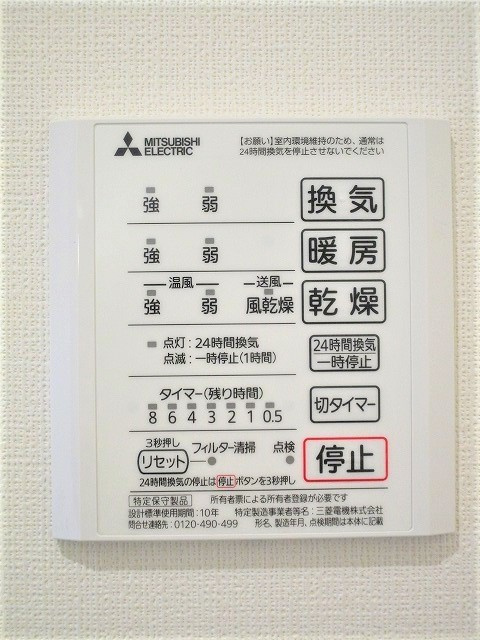 MITSUBISHI
ELECTRIC
【お願い】室内環境維持のため、通常は
24時間換気を停止させないでください
強 弱 換気
強 弱 暖房
温風 送風
強 弱 風乾燥 乾燥
点灯:24時間換気
点滅:一時停止(1時間)
24時間換気
一時停止
タイマー(残り時間)
8 6 4 3 2 1 0.5
切タイマー
3秒押し
リセット フィルター清掃 点検
停止
24時間換気の停止は停止ボタンを3秒押し
特定保守製品 所有者票による所有者登録が必要です
設計標準使用期間:10年 特定製造事業者等名:三菱電機株式会社
問合せ連絡先:0120-490-499 形名、製造年月、点検期間は本体に記載